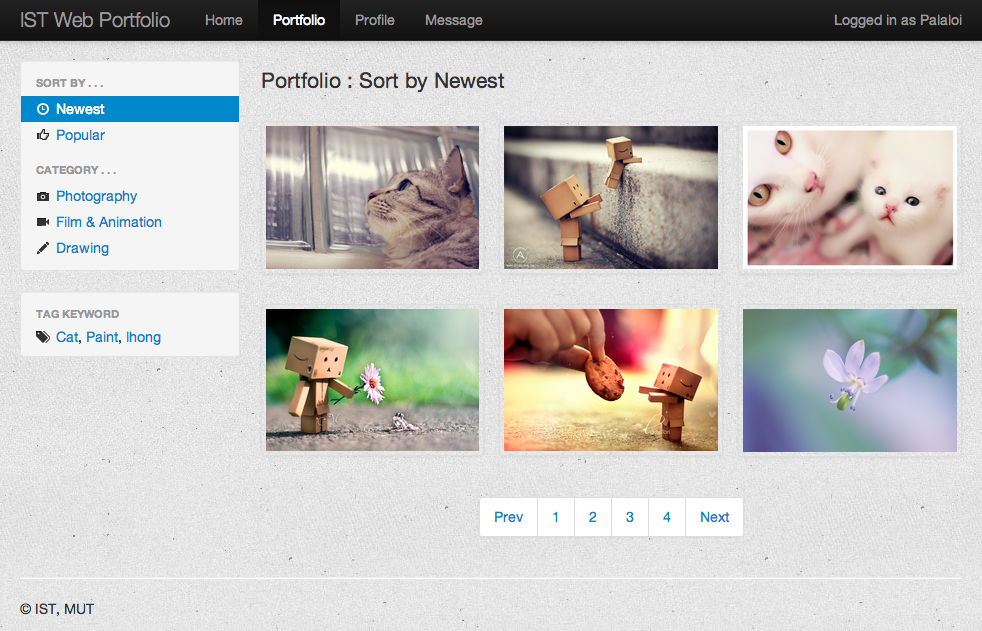 IST Web Portfolio Home Portfolio Profile Message Logged in as Palaloi
SORT BY . . .
Newest
Popular
CATEGORY . . .
Photography
Film & Animation
Drawing
TAG KEYWORD
Cat, Paint, Ihong
Portfolio : Sort by Newest
Prev 1 2 3 4 Next
© IST, MUT